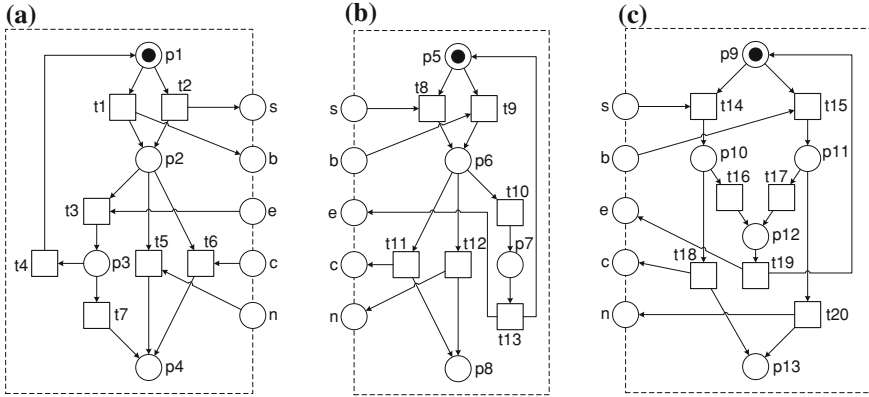 (a)
p1
t1
t2
s
b
p2
t3
e
t4
p3
t5
t6
c
t7
n
p4
(b)
p5
s
t8
t9
b
p6
e
t10
t11
t12
p7
c
n
t13
p8
(c)
p9
s
t14
t15
b
p10
p11
t16
t17
e
p12
c
t18
t19
n
t20
p13